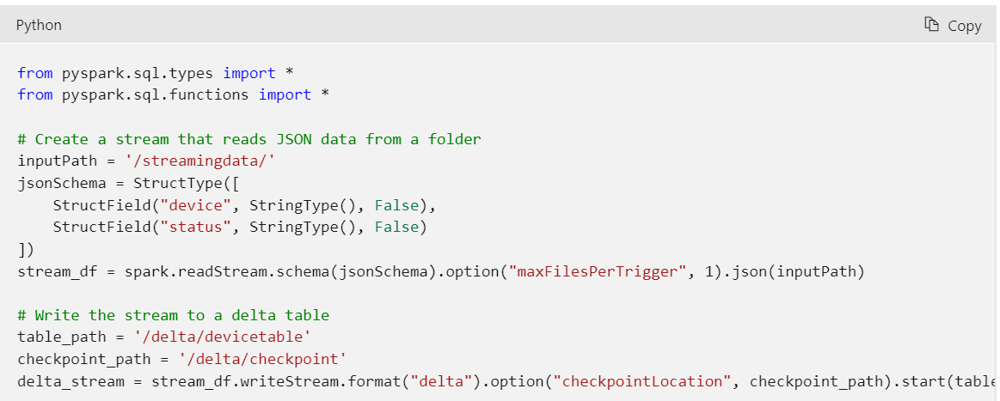 Python
Copy
from pyspark.sql.types import *
from pyspark.sql.functions import *
# Create a stream that reads JSON data from a folder
inputPath = '/streamingdata/'
jsonSchema = StructType([
    StructField("device", StringType(), False),
    StructField("status", StringType(), False)
])
stream_df = spark.readStream.schema(jsonSchema).option("maxFilesPerTrigger", 1).json(inputPath)
# Write the stream to a delta table
table_path = '/delta/devicetable'
checkpoint_path = '/delta/checkpoint'
delta_stream = stream_df.writeStream.format("delta").option("checkpointLocation", checkpoint_path).start(